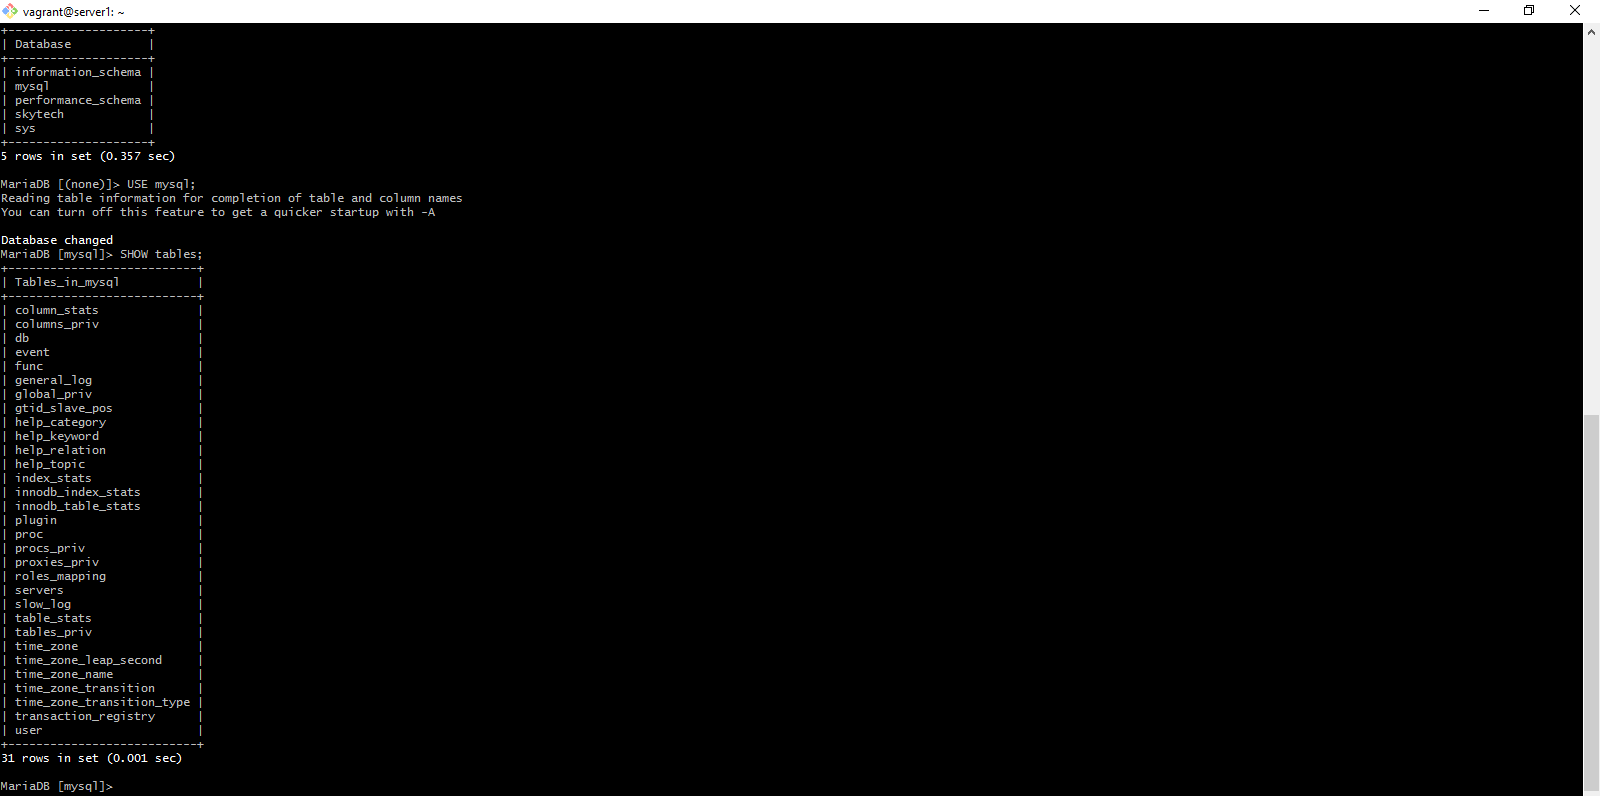 vagrant@server1: ~
+--------------------+
| Database           |
+--------------------+
| information_schema |
| mysql              |
| performance_schema |
| skytech            |
| sys                |
+--------------------+
5 rows in set (0.357 sec)
MariaDB [(none)]> USE mysql;
Reading table information for completion of table and column names
You can turn off this feature to get a quicker startup with -A
Database changed
MariaDB [mysql]> SHOW tables;
+---------------------------+
| Tables_in_mysql           |
+---------------------------+
| column_stats              |
| columns_priv              |
| db                        |
| event                     |
| func                      |
| general_log               |
| global_priv               |
| gtid_slave_pos            |
| help_category             |
| help_keyword              |
| help_relation             |
| help_topic                |
| index_stats               |
| innodb_index_stats        |
| innodb_table_stats        |
| plugin                    |
| proc                      |
| procs_priv                |
| proxies_priv              |
| roles_mapping             |
| servers                   |
| slow_log                  |
| table_stats               |
| tables_priv               |
| time_zone                 |
| time_zone_leap_second     |
| time_zone_name            |
| time_zone_transition      |
| time_zone_transition_type |
| transaction_registry      |
| user                      |
+---------------------------+
31 rows in set (0.001 sec)
MariaDB [mysql]>